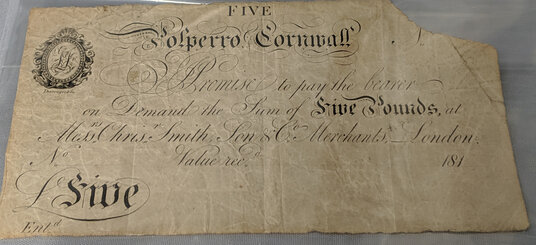 FIVE
Polperro Cornwall N
I Promise to pay the bearer
on Demand the Sum of Five Pounds, at
Mess.rs Chris.r Smith, Son & Co. Merchants, London.
No Value rec.d 181
£ Five
Ent.d